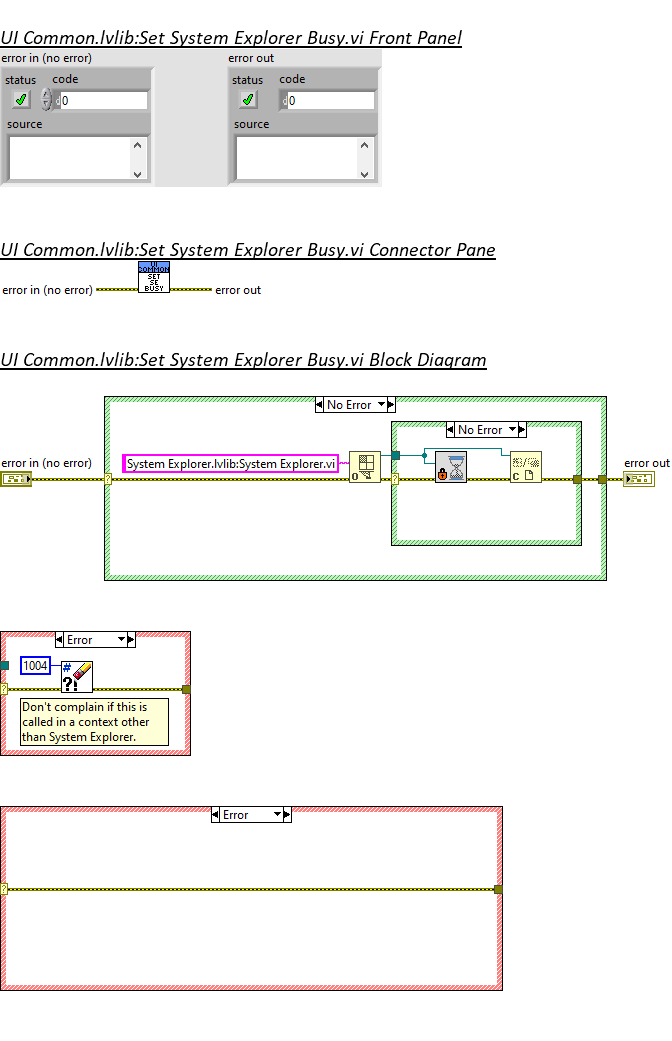 UI Common.lvlib:Set System Explorer Busy.vi Front Panel
error in (no error)
error out
status
code
status
code
d0
d0
source
source
UI Common.lvlib:Set System Explorer Busy.vi Connector Pane
UI
COMMON
SET
SE
BUSY
error in (no error)
error out
UI Common.lvlib:Set System Explorer Busy.vi Block Diagram
No Error
No Error
error in (no error)
System Explorer.lvlib:System Explorer.vi
error out
?
O
?
C
Error
1004
#
?!
?
Don't complain if this is
called in a context other
than System Explorer.
Error
?